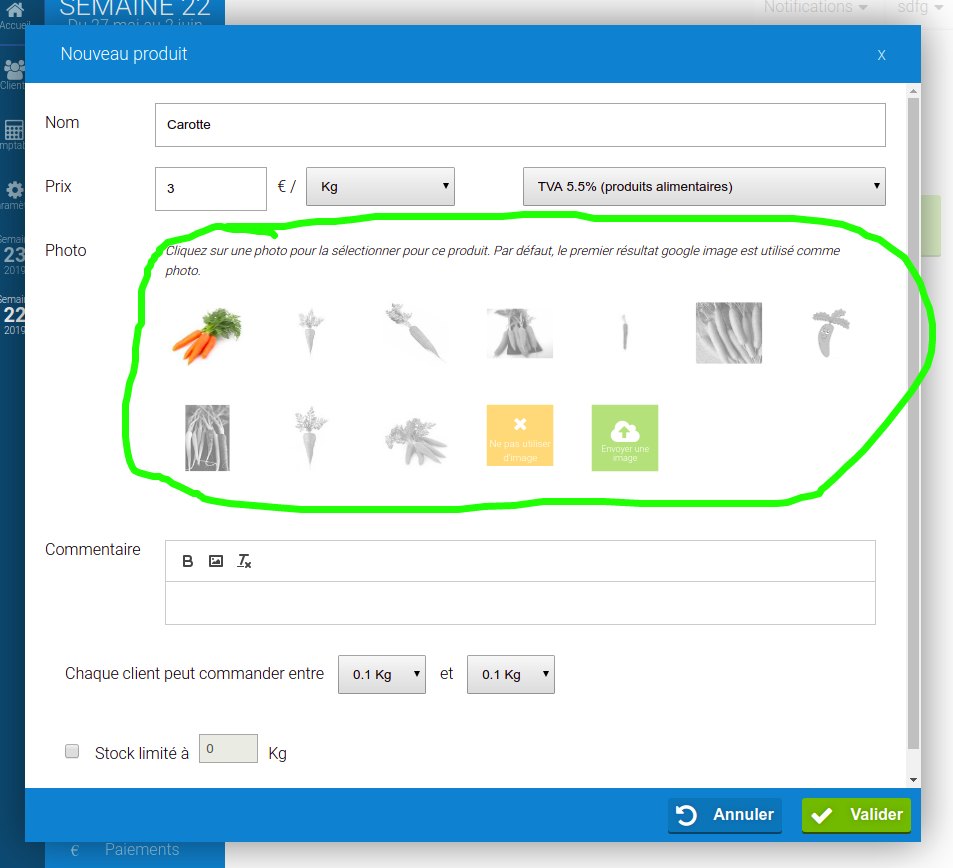 SEMAINE 22
Notifications
sdfg
Du 27 mai au 2 juin
Accueil
Nouveau produit
x
Client
Nom
Carotte
Prix
3
€ /
Kg
TVA 5.5% (produits alimentaires)
Photo
Cliquez sur une photo pour la sélectionner pour ce produit. Par défaut, le premier résultat google image est utilisé comme
photo.
Semai
23
2019
Semai
22
2019
Ne pas utiliser
d'image
Envoyer une
image
Commentaire
B
Tx
Chaque client peut commander entre
0.1 Kg
et
0.1 Kg
Stock limité à
0
Kg
Annuler
Valider
€
Paiements